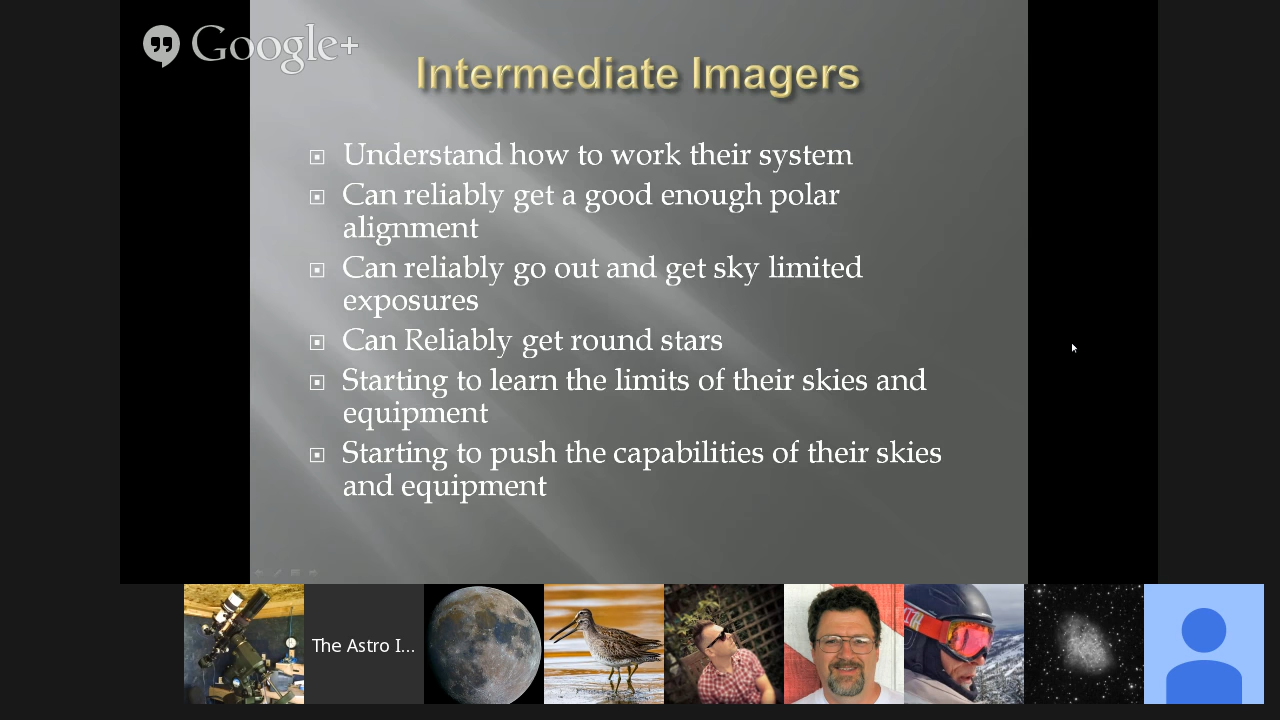 Google+
Intermediate Imagers
Understand how to work their system
Can reliably get a good enough polar
alignment
Can reliably go out and get sky limited
exposures
Can Reliably get round stars
Starting to learn the limits of their skies and
equipment
Starting to push the capabilities of their skies
and equipment
The Astro I...